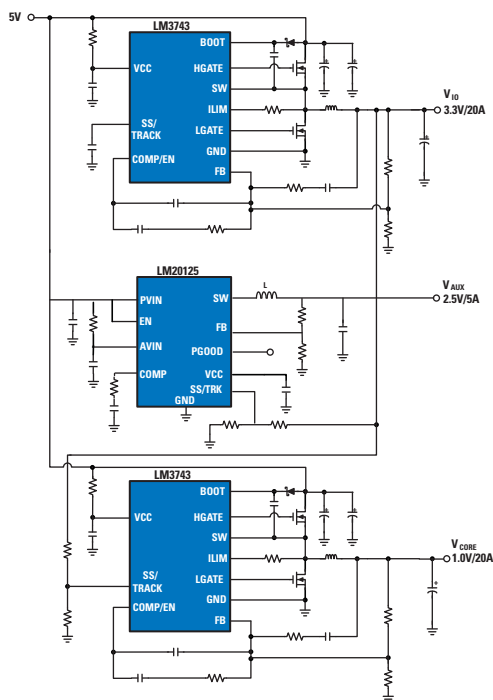 5V
LM3743
BOOT
VCC
HGATE
SW
SS/
TRACK
ILIM
LGATE
COMP/EN
GND
FB
VIO
3.3V/20A
LM20125
PVIN
SW
L
EN
FB
AVIN
PGOOD
COMP
VCC
SS/TRK
GND
VAUX
2.5V/5A
LM3743
BOOT
VCC
HGATE
SW
ILIM
SS/
TRACK
LGATE
COMP/EN
GND
FB
VCORE
1.0V/20A